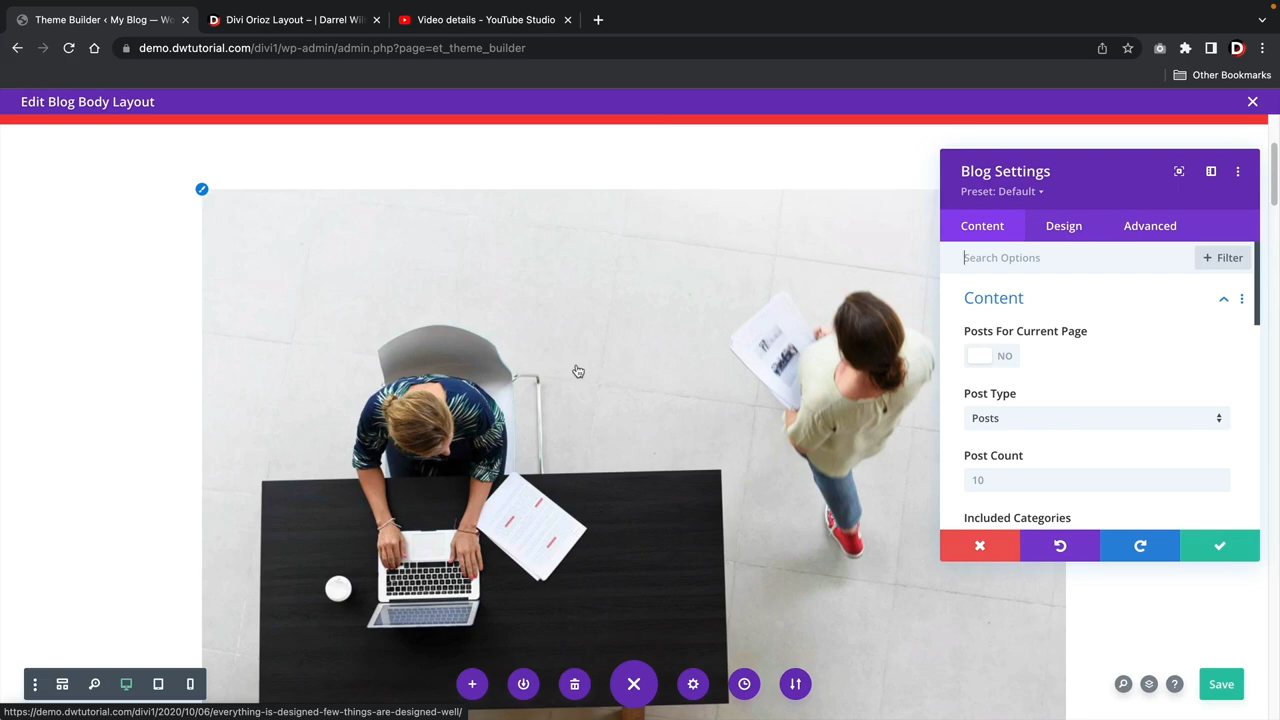 Theme Builder < My Blog — Wo
Divi Orioz Layout – | Darrel Wils
Video details - YouTube Studio
demo.dwtutorial.com/divi1/wp-admin/admin.php?page=et_theme_builder
Other Bookmarks
Edit Blog Body Layout
Blog Settings
Preset: Default
Content
Design
Advanced
Search Options
+ Filter
Content
Posts For Current Page
NO
Post Type
Posts
Post Count
10
Included Categories
Save
https://demo.dwtutorial.com/divi1/2020/10/06/everything-is-designed-few-things-are-designed-well/